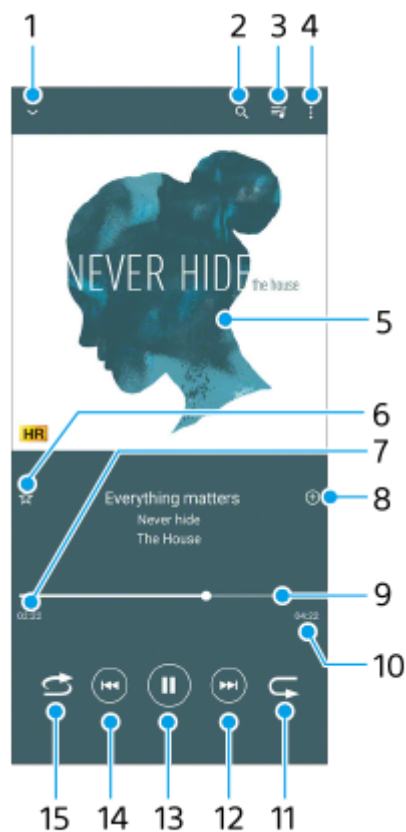 1 2 3 4
NEVER HIDE the house
5
HR
6
7
Everything matters
8
Never hide
The House
9
02:22 04:22
10
15 14 13 12 11